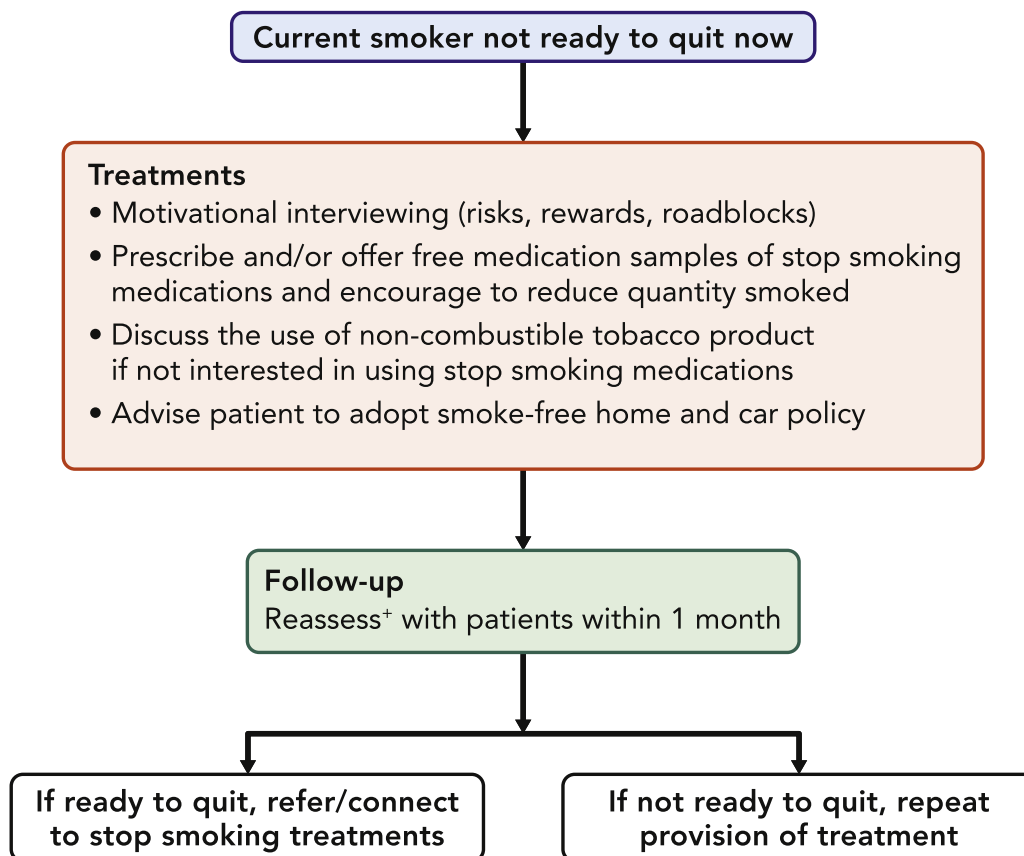 Current smoker not ready to quit now
Treatments
• Motivational interviewing (risks, rewards, roadblocks)
• Prescribe and/or offer free medication samples of stop smoking
medications and encourage to reduce quantity smoked
• Discuss the use of non-combustible tobacco product
if not interested in using stop smoking medications
• Advise patient to adopt smoke-free home and car policy
Follow-up
Reassess⁺ with patients within 1 month
If ready to quit, refer/connect
to stop smoking treatments
If not ready to quit, repeat
provision of treatment